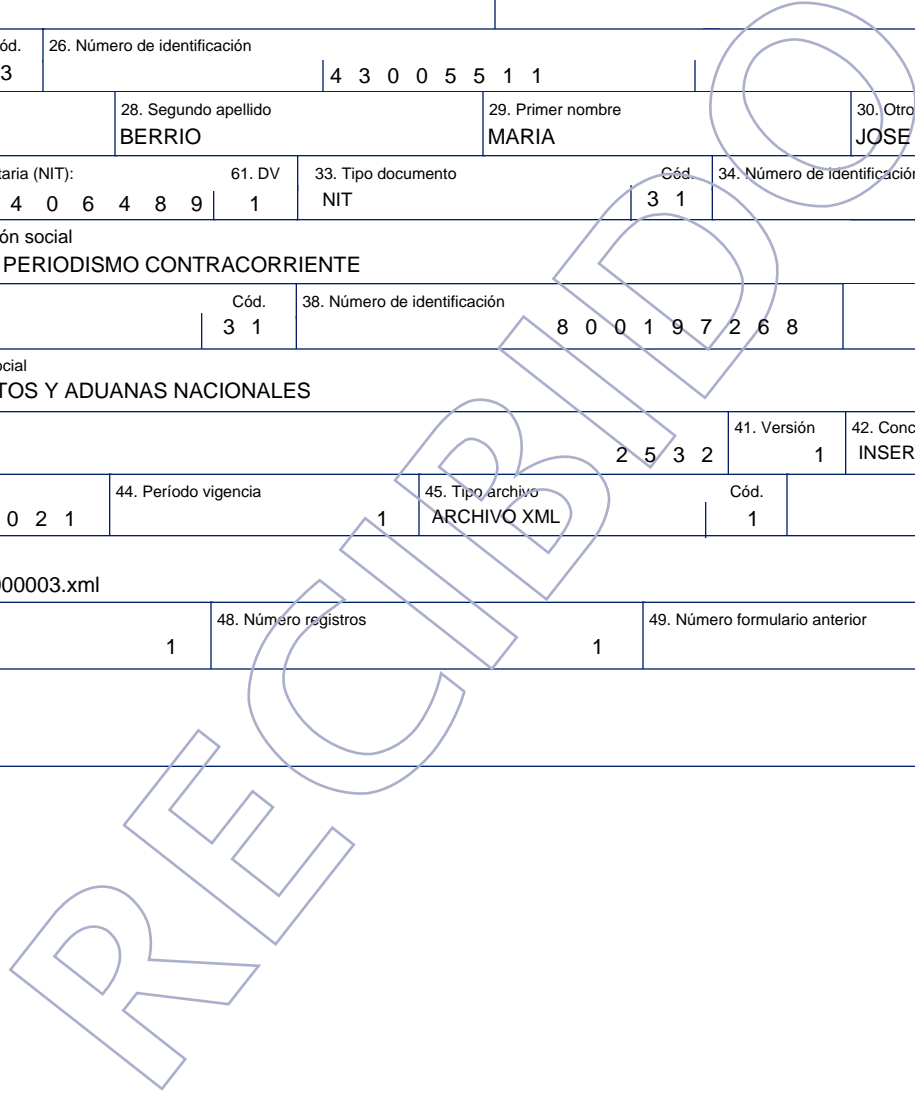 ód. 26. Número de identificación
3 4 3 0 0 5 5 1 1
28. Segundo apellido 29. Primer nombre 30. Otro
BERRIO MARIA JOSE
taria (NIT): 61. DV 33. Tipo documento Cód. 34. Número de identificación
4 0 6 4 8 9 1 NIT 3 1
ón social
PERIODISMO CONTRACORRIENTE
Cód. 38. Número de identificación
3 1 8 0 0 1 9 7 2 6 8
ocial
TOS Y ADUANAS NACIONALES
41. Versión 42. Conc
2 5 3 2 1 INSER
44. Período vigencia 45. Tipo archivo Cód.
0 2 1 1 ARCHIVO XML 1
000003.xml
48. Número registros 49. Número formulario anterior
1 1
RECIBIDO